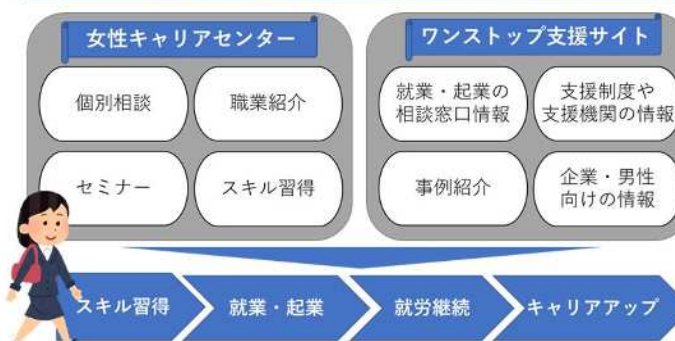 女性キャリアセンター
個別相談
職業紹介
セミナー
スキル習得
ワンストップ支援サイト
就業・起業の
相談窓口情報
支援制度や
支援機関の情報
事例紹介
企業・男性
向けの情報
スキル習得
就業・起業
就労継続
キャリアアップ